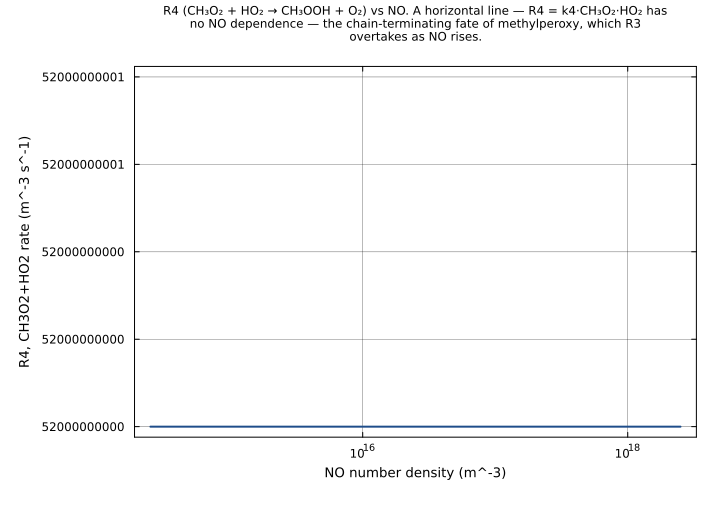 R4 (CH₃O₂ + HO₂ → CH₃OOH + O₂) vs NO. A horizontal line — R4 = k4·CH₃O₂·HO₂ has
no NO dependence — the chain-terminating fate of methylperoxy, which R3
overtakes as NO rises.
52000000001
52000000001
52000000000
52000000000
52000000000
R4, CH3O2+HO2 rate (m^-3 s^-1)
10^16 10^18
NO number density (m^-3)